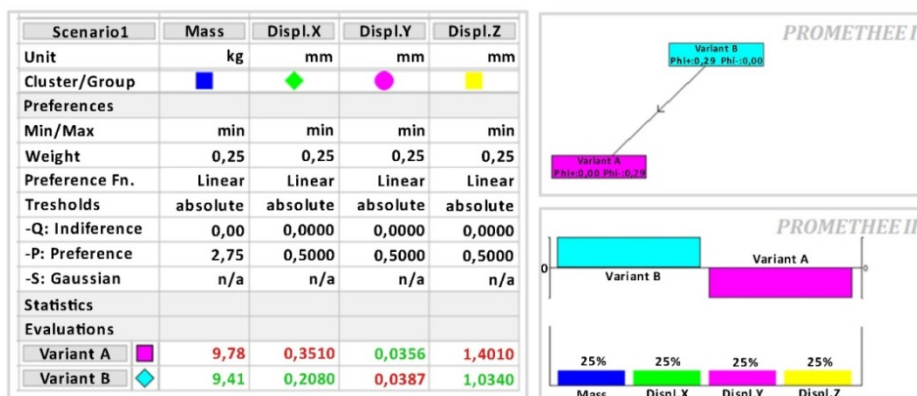 Scenario1 Mass Displ.X Displ.Y Displ.Z
Unit kg mm mm mm
Cluster/Group
Preferences
Min/Max min min min min
Weight 0,25 0,25 0,25 0,25
Preference Fn. Linear Linear Linear Linear
Tresholds absolute absolute absolute absolute
-Q: Indiference 0,00 0,0000 0,0000 0,0000
-P: Preference 2,75 0,5000 0,5000 0,5000
-S: Gaussian n/a n/a n/a n/a
Statistics
Evaluations
Variant A 9,78 0,3510 0,0356 1,4010
Variant B 9,41 0,2080 0,0387 1,0340
PROMETHEE I
Variant B
Phi+:0,29 Phi-:0,00
Variant A
Phi+:0,00 Phi-:0,29
PROMETHEE II
Variant A
0 0
Variant B
25% 25% 25% 25%
Mass Displ.X Displ.Y Displ.Z